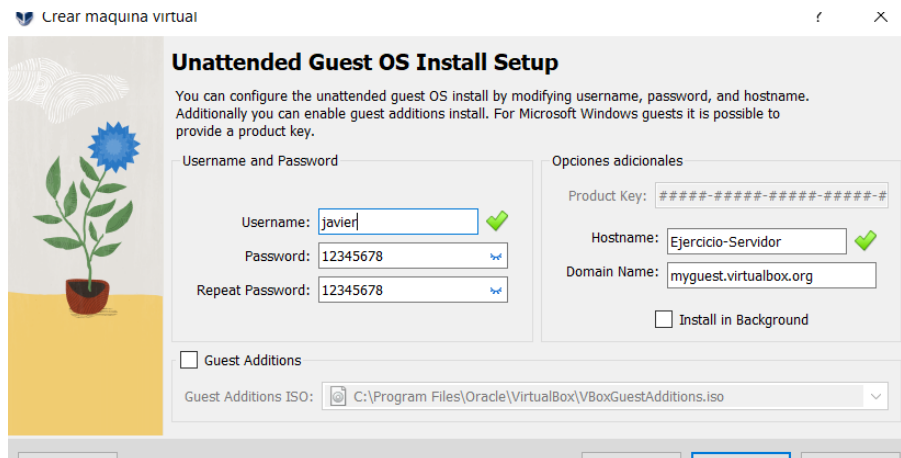 Crear maquina virtual
?
Unattended Guest OS Install Setup
You can configure the unattended guest OS install by modifying username, password, and hostname.
Additionally you can enable guest additions install. For Microsoft Windows guests it is possible to
provide a product key.
Username and Password
Username: javier
Password: 12345678
Repeat Password: 12345678
Opciones adicionales
Product Key: #####-#####-#####-#####-#
Hostname: Ejercicio-Servidor
Domain Name: myguest.virtualbox.org
Install in Background
Guest Additions
Guest Additions ISO: C:\Program Files\Oracle\VirtualBox\VBoxGuestAdditions.iso